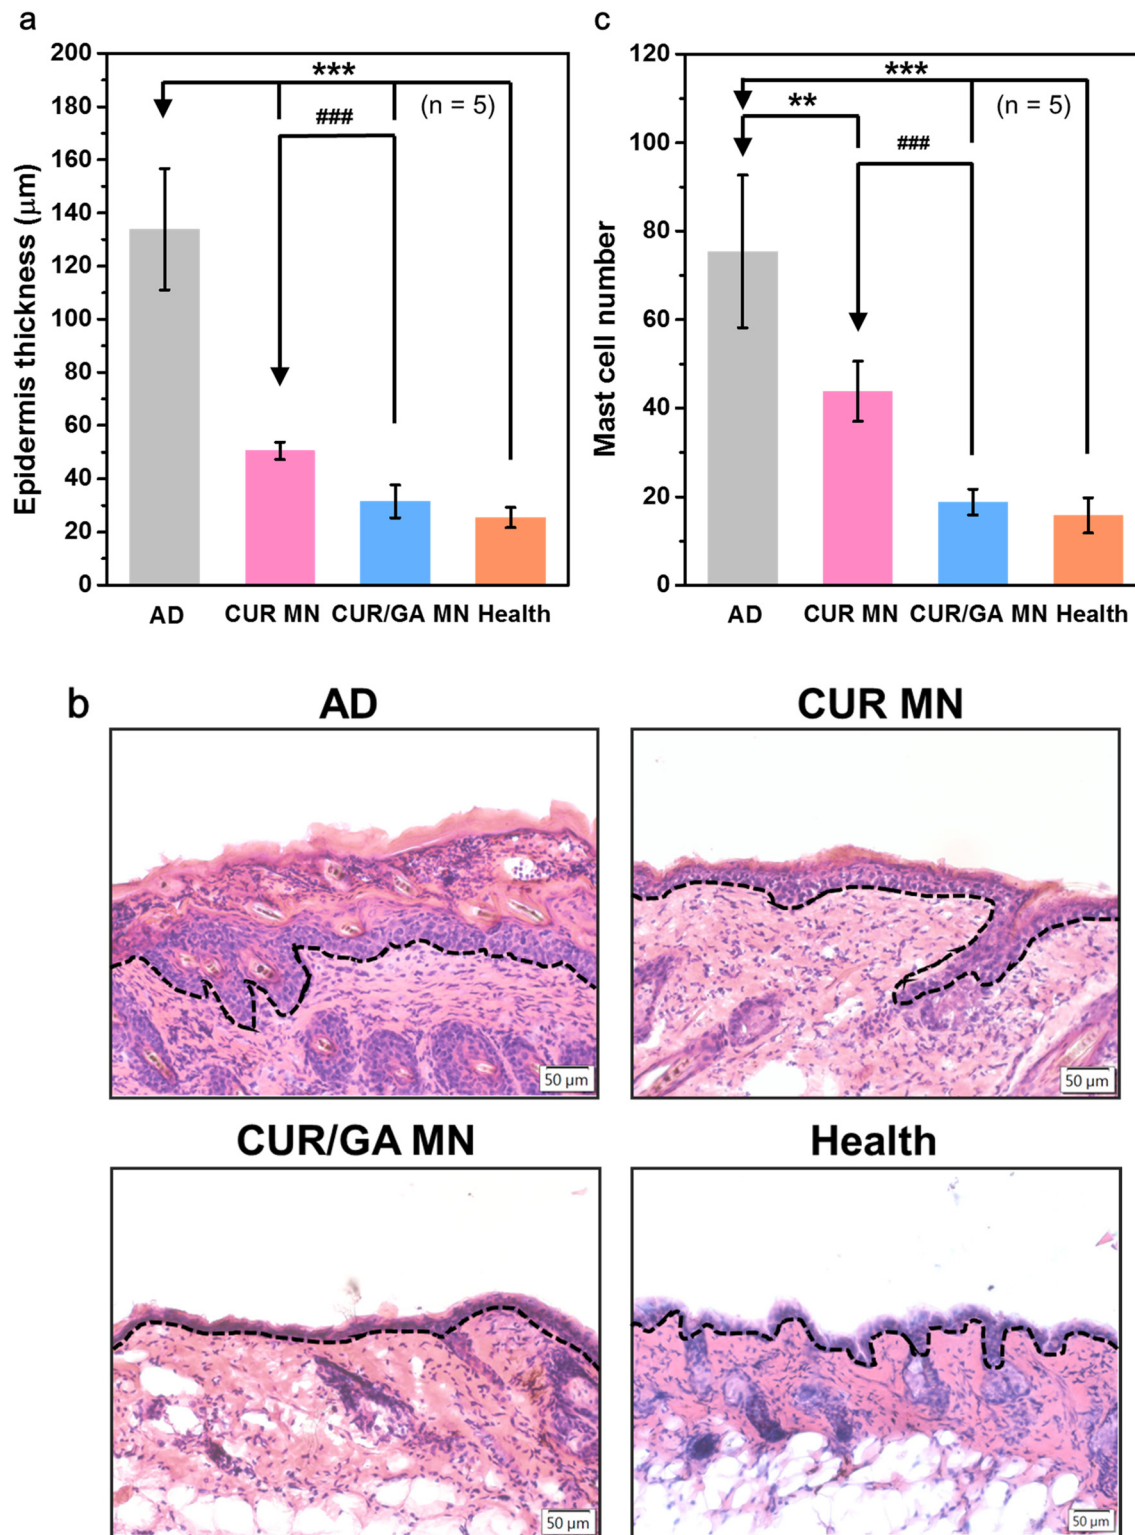 a
200
180
160
140
120
100
80
60
40
20
0
Epidermis thickness (μm)
***
###
(n = 5)
AD CUR MN CUR/GA MN Health
c
120
100
80
60
40
20
0
Mast cell number
***
**
###
(n = 5)
AD CUR MN CUR/GA MN Health
b
AD
50 μm
CUR MN
50 μm
CUR/GA MN
50 μm
Health
50 μm